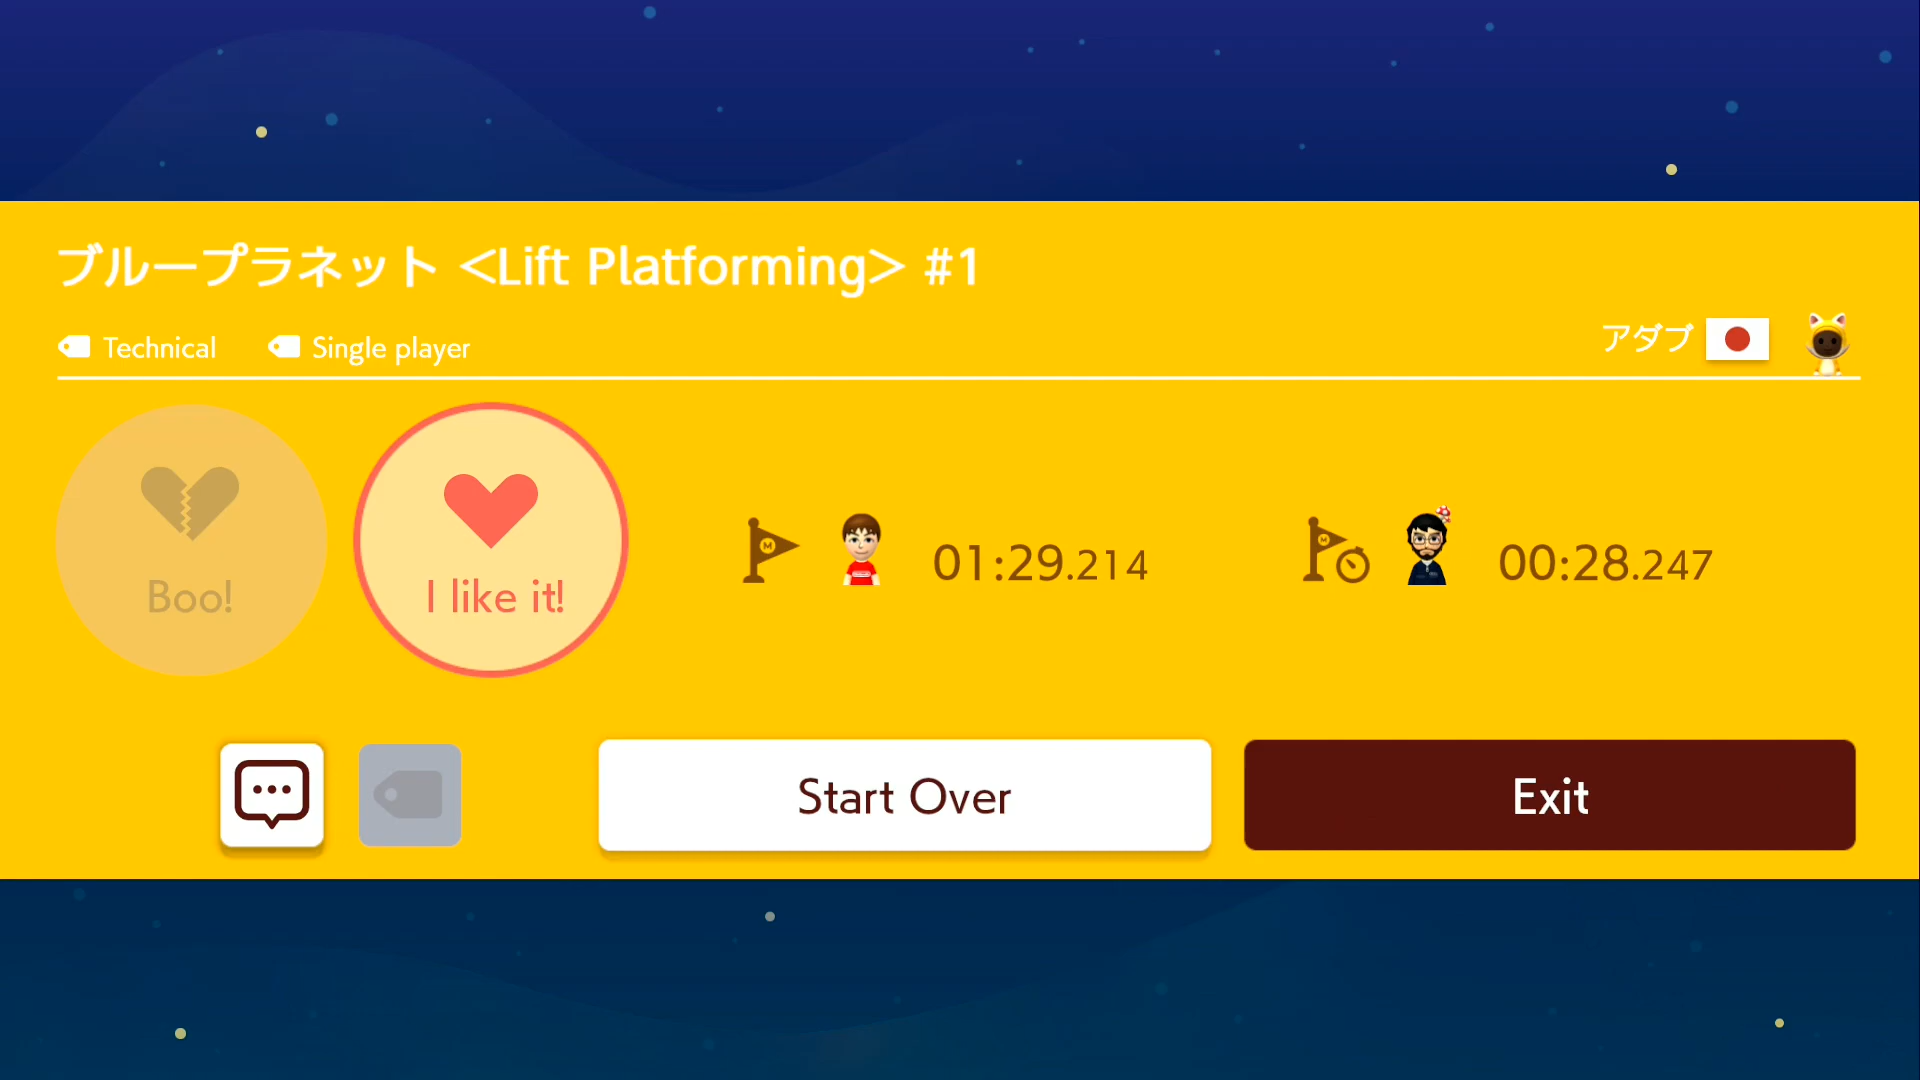 ブループラネット <Lift Platforming> #1
Technical
Single player
アダブ
Boo!
I like it!
M
01:29.214
M
00:28.247
Start Over
Exit